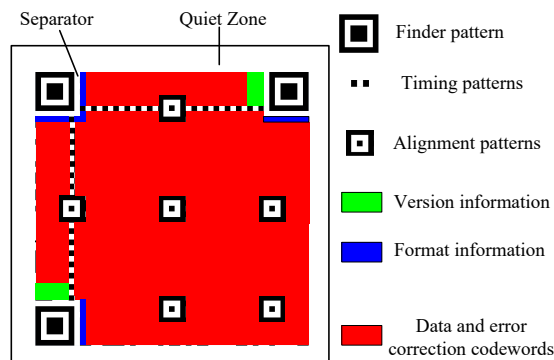 Separator
Quiet Zone
Finder pattern
Timing patterns
Alignment patterns
Version information
Format information
Data and error
correction codewords